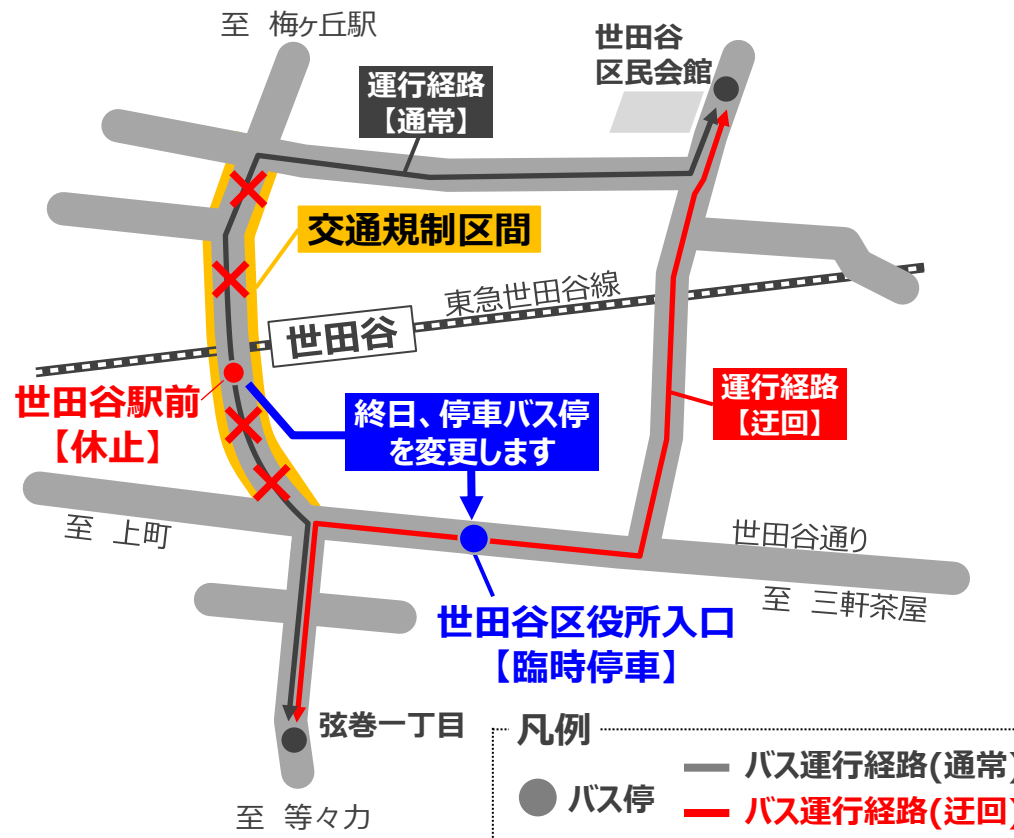 至 梅ヶ丘駅
世田谷
区民会館
運行経路
【通常】
交通規制区間
東急世田谷線
世田谷
世田谷駅前
【休止】
終日、停車バス停
を変更します
運行経路
【迂回】
至 上町
世田谷通り
至 三軒茶屋
世田谷区役所入口
【臨時停車】
弦巻一丁目
至 等々力
凡例
バス停
バス運行経路(通常)
バス運行経路(迂回)